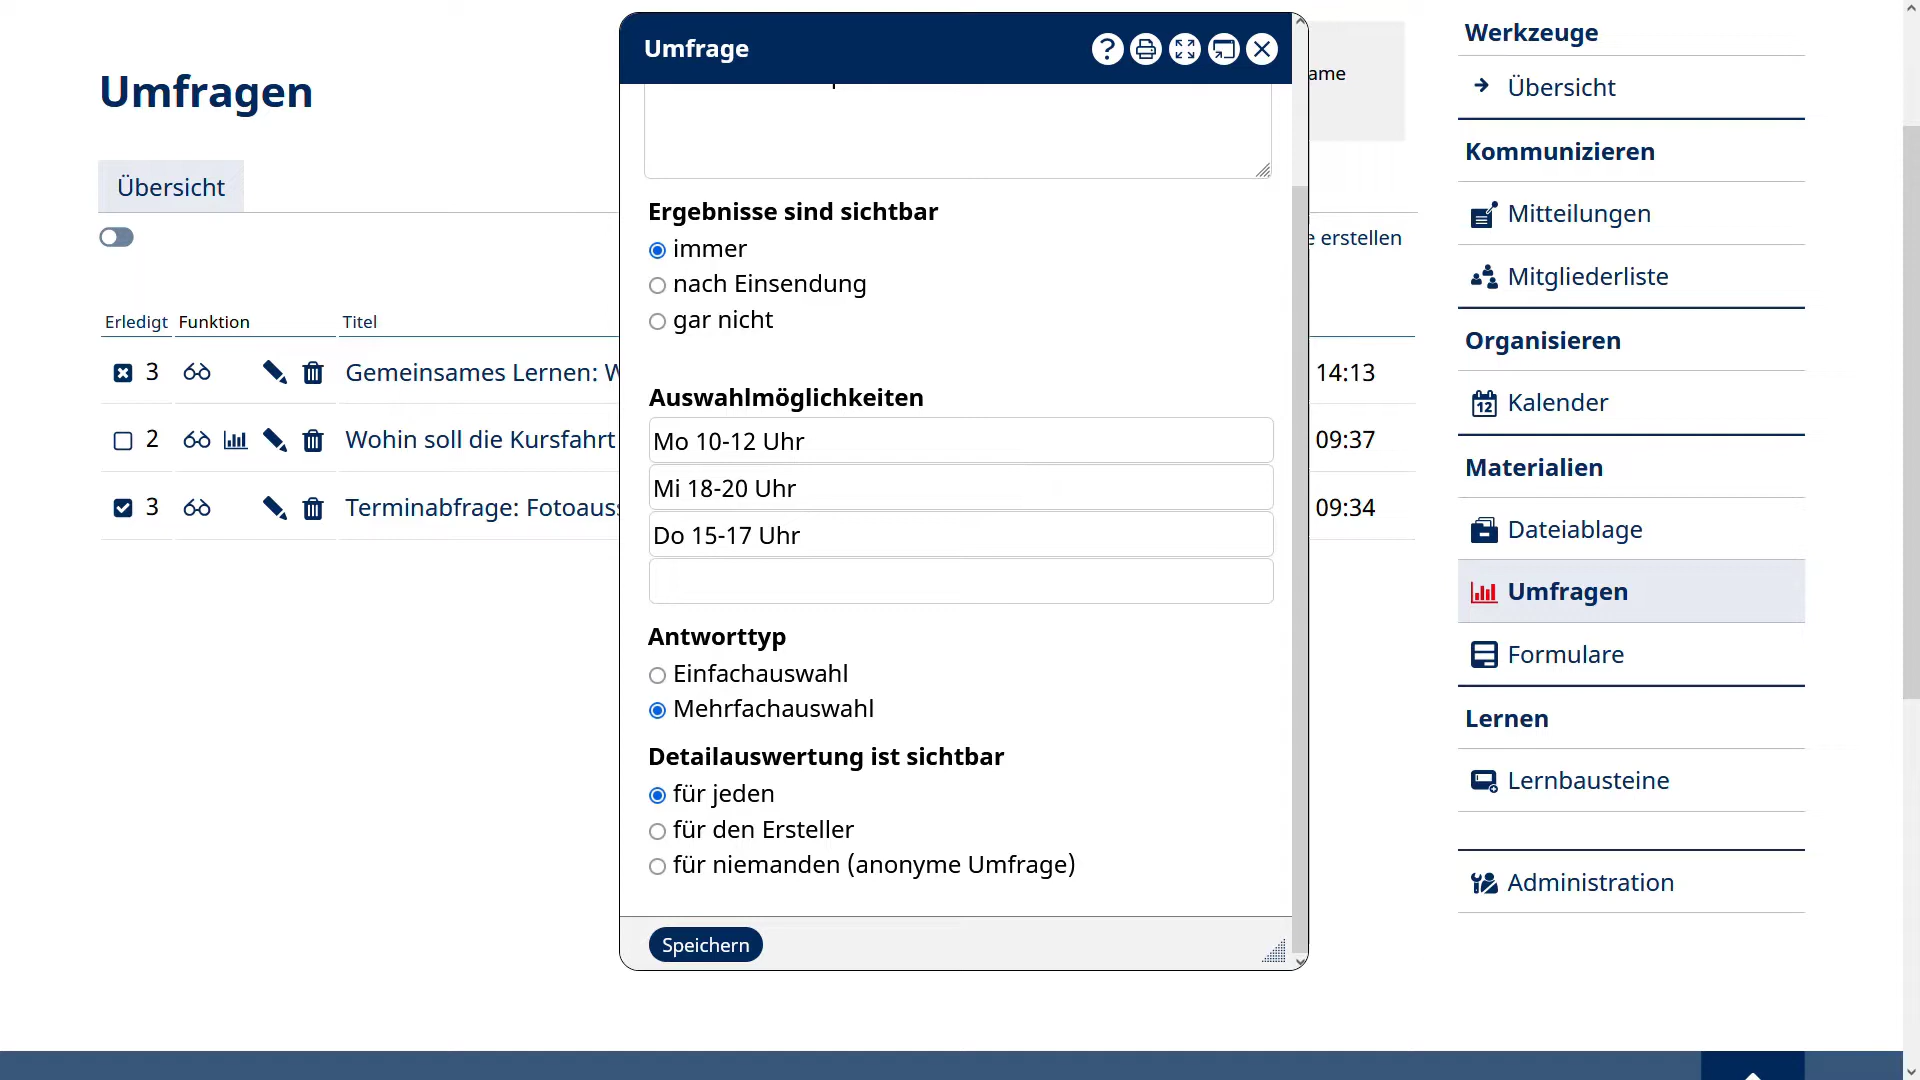 Umfragen
Übersicht
Erledigt Funktion Titel
3 Gemeinsames Lernen:
14:13
2 Wohin soll die Kursfahrt
09:37
3 Terminabfrage:
09:34
erstellen
Umfrage
Ergebnisse sind sichtbar
immer
nach Einsendung
gar nicht
Auswahlmöglichkeiten
Mo 10-12 Uhr
Mi 18-20 Uhr
Do 15-17 Uhr
Antworttyp
Einfachauswahl
Mehrfachauswahl
Detailauswertung ist sichtbar
für jeden
für den Ersteller
für niemanden (anonyme Umfrage)
Speichern
Werkzeuge
Übersicht
Kommunizieren
Mitteilungen
Mitgliederliste
Organisieren
12 Kalender
Materialien
Dateiablage
Umfragen
Formulare
Lernen
Lernbausteine
Administration